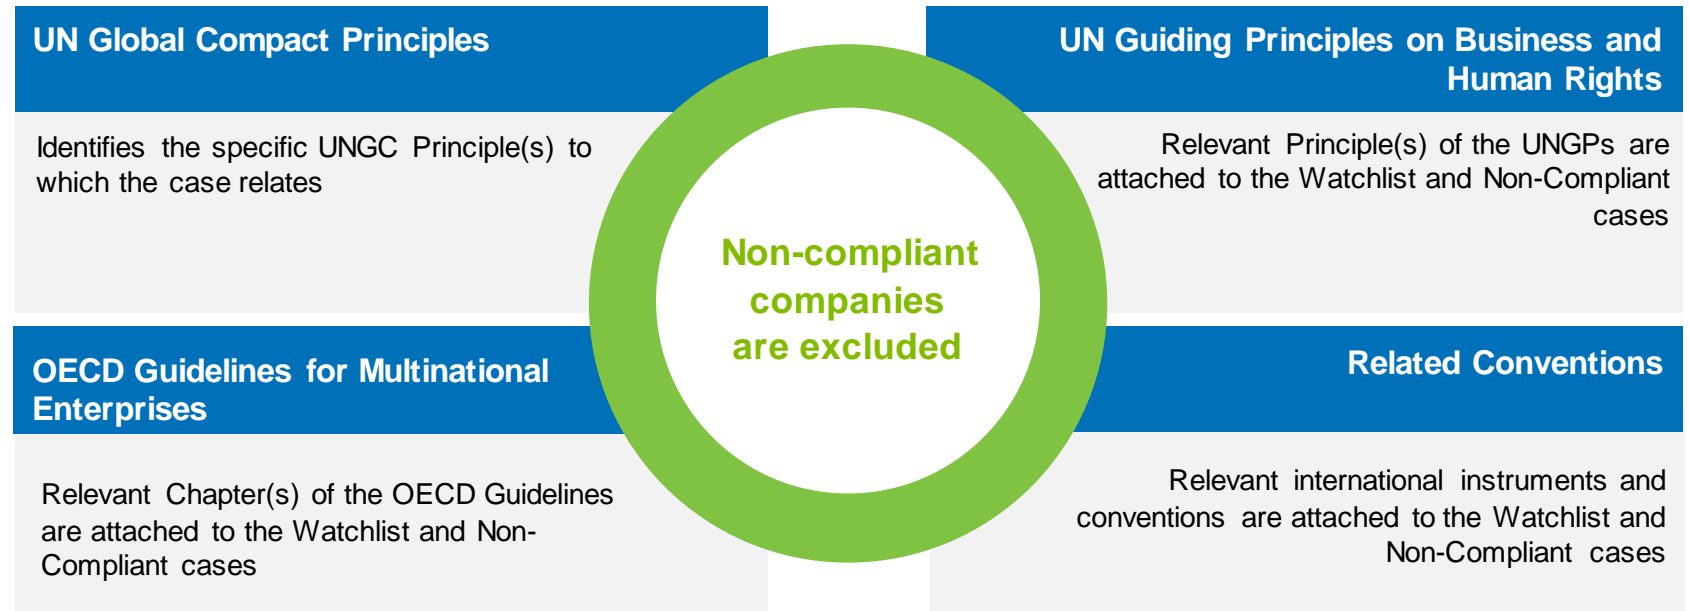 UN Global Compact Principles
Identifies the specific UNGC Principle(s) to
which the case relates
UN Guiding Principles on Business and
Human Rights
Relevant Principle(s) of the UNGPs are
attached to the Watchlist and Non-Compliant
cases
Non-compliant
companies
are excluded
OECD Guidelines for Multinational
Enterprises
Relevant Chapter(s) of the OECD Guidelines
are attached to the Watchlist and Non-
Compliant cases
Related Conventions
Relevant international instruments and
conventions are attached to the Watchlist and
Non-Compliant cases